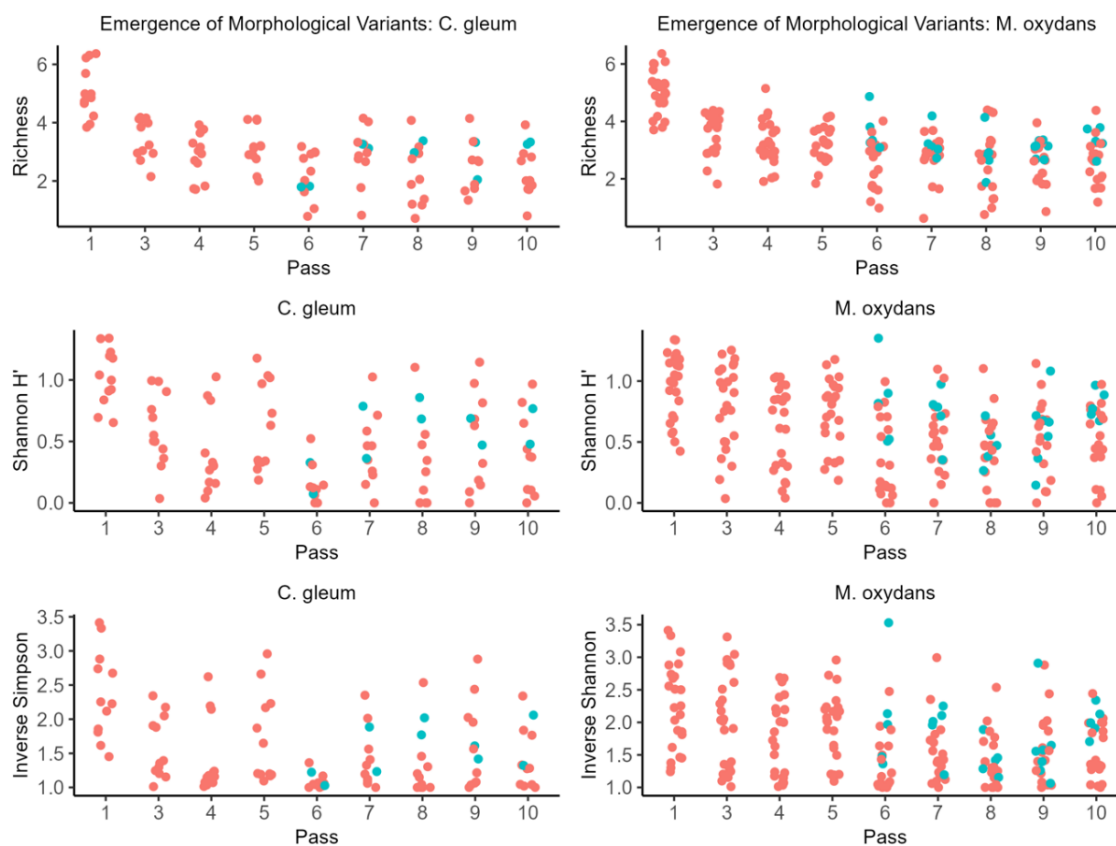 Emergence of Morphological Variants: C. gleum
Emergence of Morphological Variants: M. oxydans
Richness
6
4
2
1 3 4 5 6 7 8 9 10
Pass
Richness
6
4
2
1 3 4 5 6 7 8 9 10
Pass
C. gleum
M. oxydans
Shannon H'
1.0
0.5
0.0
1 3 4 5 6 7 8 9 10
Pass
Shannon H'
1.0
0.5
0.0
1 3 4 5 6 7 8 9 10
Pass
C. gleum
M. oxydans
Inverse Simpson
3.5
3.0
2.5
2.0
1.5
1.0
1 3 4 5 6 7 8 9 10
Pass
Inverse Shannon
3.5
3.0
2.5
2.0
1.5
1.0
1 3 4 5 6 7 8 9 10
Pass